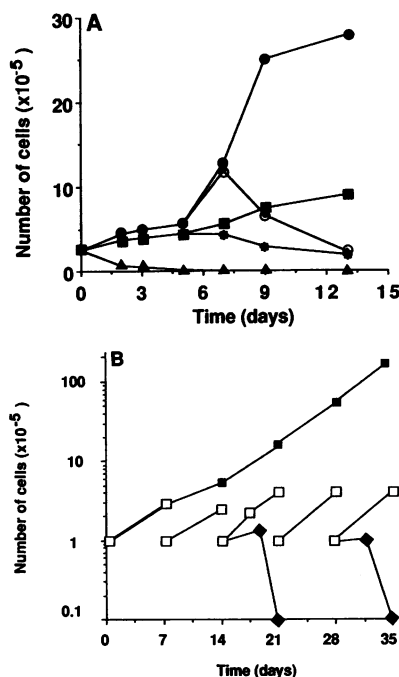 A
Number of cells (x10⁻⁵)
30
20
10
0
0 3 6 9 12 15
Time (days)
B
Number of cells (x10⁻⁵)
100
10
1
0.1
0 7 14 21 28 35
Time (days)